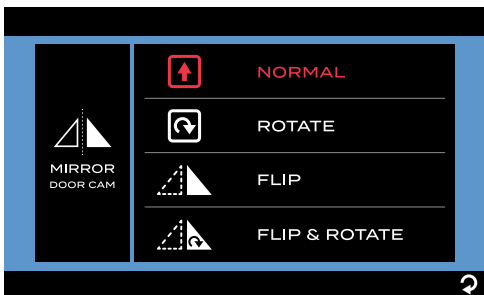 MIRROR
DOOR CAM
NORMAL
ROTATE
FLIP
FLIP & ROTATE